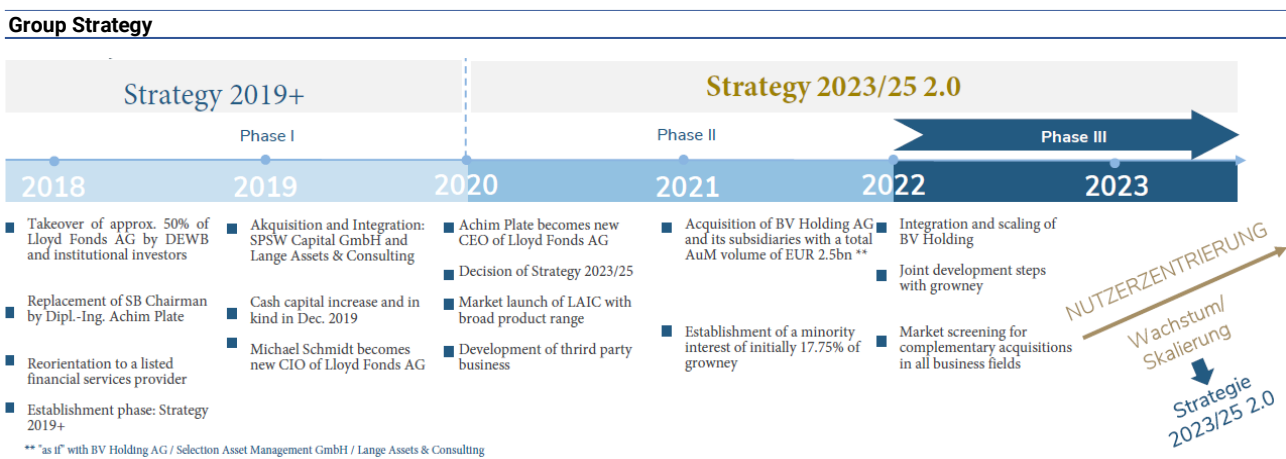 Group Strategy
Strategy 2019+
Strategy 2023/25 2.0
Phase I
Phase II
Phase III
2018
2019
2020
2021
2022
2023
Takeover of approx. 50% of
Lloyd Fonds AG by DEWB
and institutional investors
Replacement of SB Chairman
by Dipl.-Ing. Achim Plate
Reorientation to a listed
financial services provider
Establishment phase: Strategy
2019+
Akquisition and Integration:
SPSW Capital GmbH and
Lange Assets & Consulting
Cash capital increase and in
kind in Dec. 2019
Michael Schmidt becomes
new CIO of Lloyd Fonds AG
Achim Plate becomes new
CEO of Lloyd Fonds AG
Decision of Strategy 2023/25
Market launch of LAIC with
broad product range
Development of thrird party
business
Acquisition of BV Holding AG
and its subsidiaries with a total
AuM volume of EUR 2.5bn **
Establishment of a minority
interest of initially 17.75% of
growney
Integration and scaling of
BV Holding
Joint development steps
with growney
Market screening for
complementary acquisitions
in all business fields
NUTZERZENTRIERUNG
Wachstum/
Skalierung
Strategie
2023/25 2.0
** "as if" with BV Holding AG / Selection Asset Management GmbH / Lange Assets & Consulting